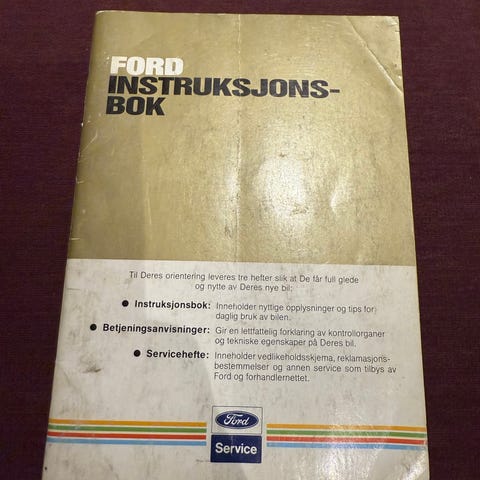 FORD
INSTRUKSJONS-
BOK
Til Deres orientering leveres tre hefter slik at De får full glede
og nytte av Deres nye bil:
● Instruksjonsbok: Inneholder nyttige opplysninger og tips for
daglig bruk av bilen.
● Betjeningsanvisninger: Gir en lettfattelig forklaring av kontrollorganer
og tekniske egenskaper på Deres bil.
● Servicehefte: Inneholder vedlikeholdsskjema, reklamasjons-
bestemmelser og annen service som tilbys av
Ford og forhandlernettet.
Ford
Service